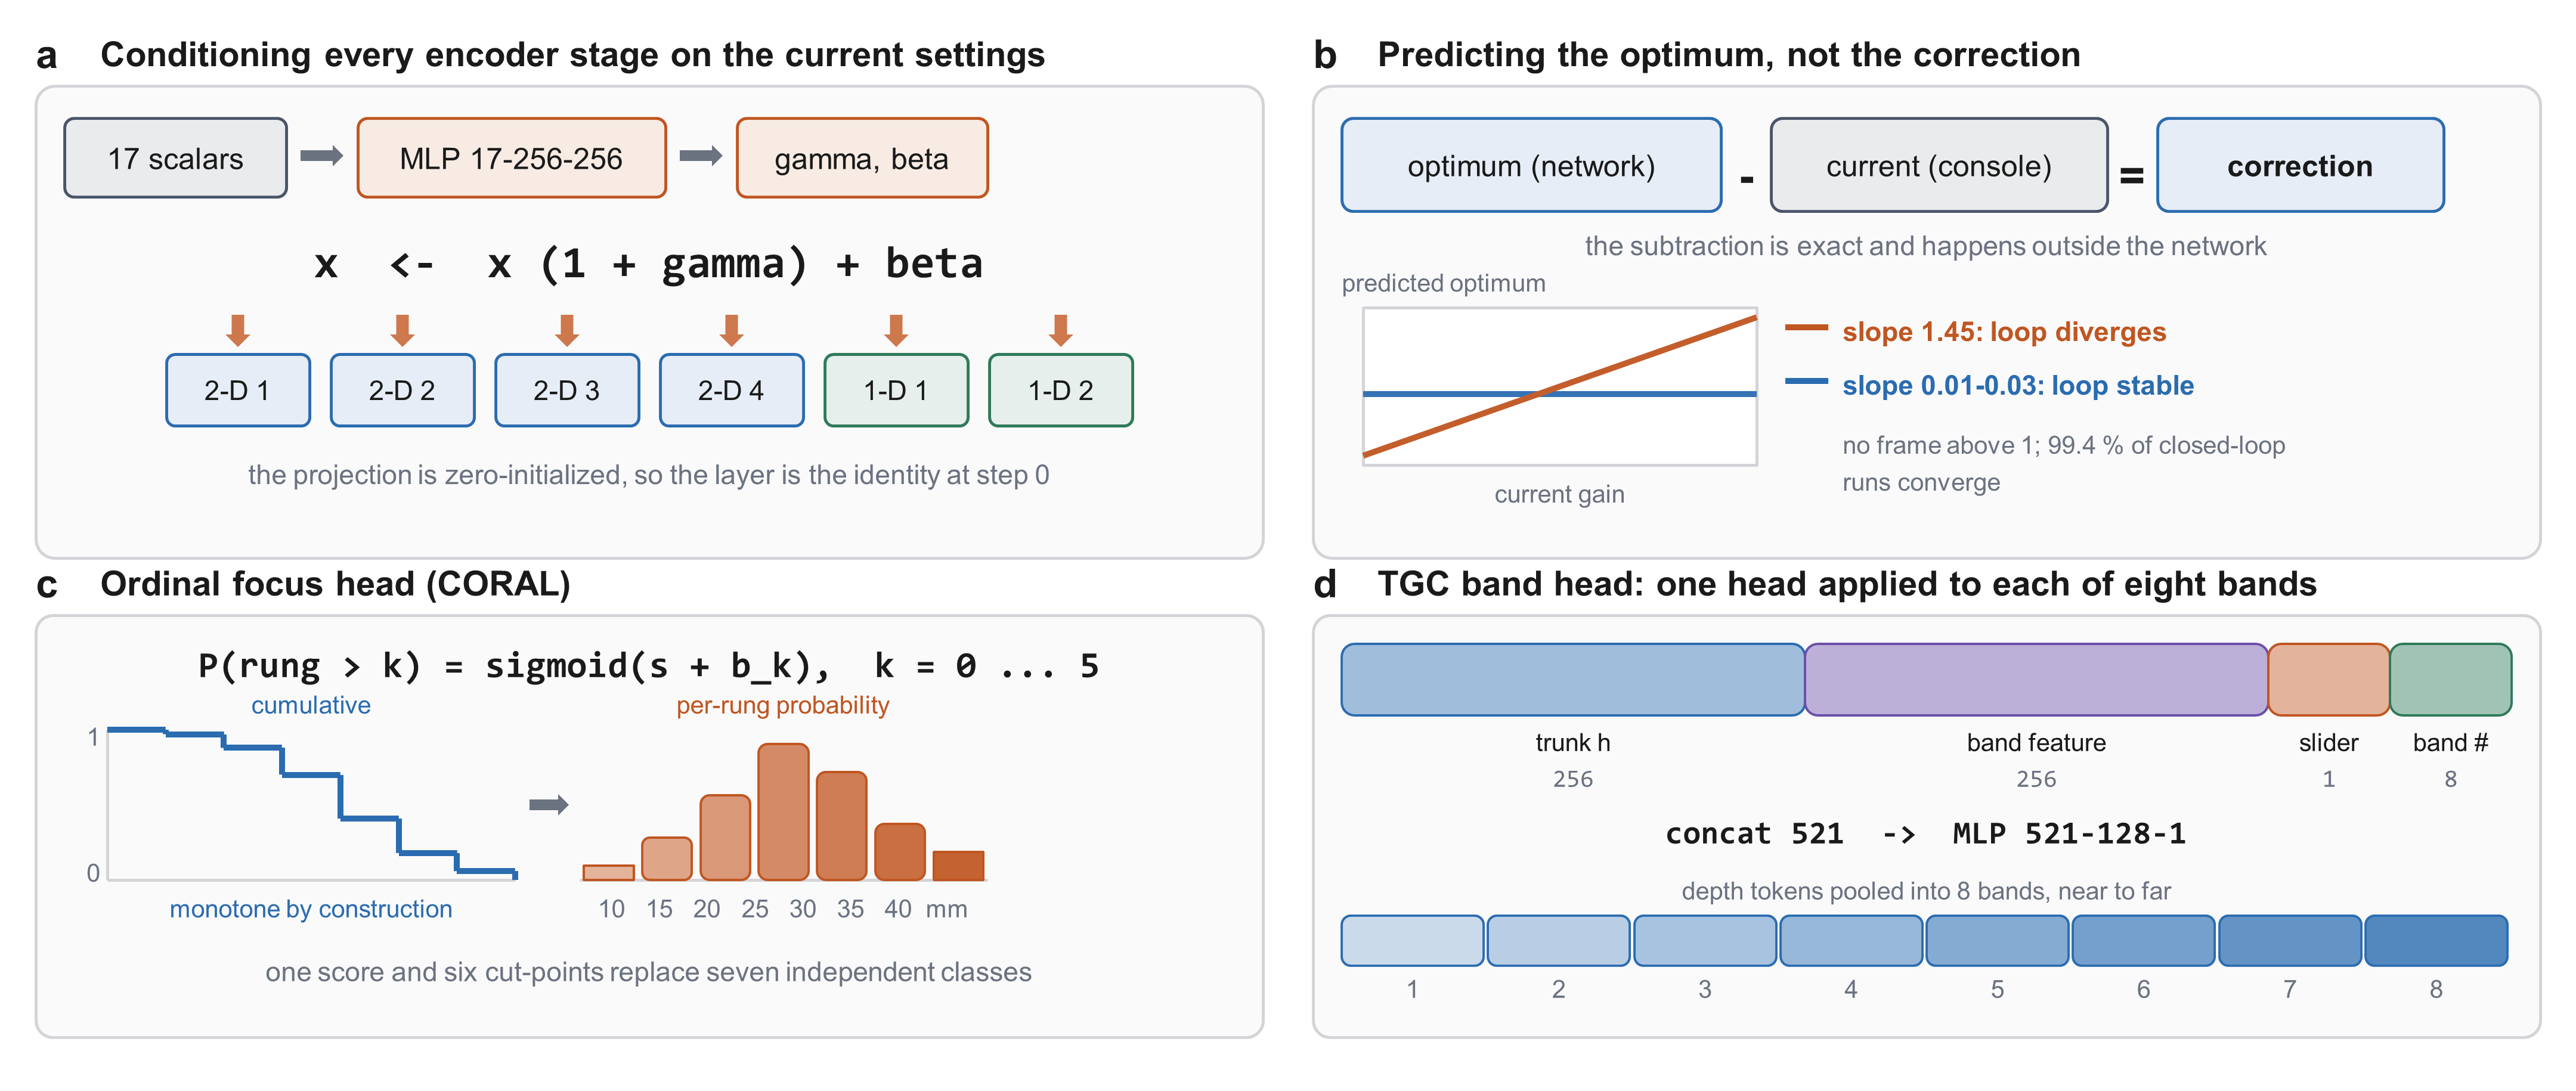 a Conditioning every encoder stage on the current settings
17 scalars
MLP 17-256-256
gamma, beta
x <- x (1 + gamma) + beta
2-D 1
2-D 2
2-D 3
2-D 4
1-D 1
1-D 2
the projection is zero-initialized, so the layer is the identity at step 0
b Predicting the optimum, not the correction
optimum (network)
-
current (console)
=
correction
the subtraction is exact and happens outside the network
predicted optimum
slope 1.45: loop diverges
slope 0.01-0.03: loop stable
no frame above 1; 99.4 % of closed-loop
runs converge
current gain
c Ordinal focus head (CORAL)
P(rung > k) = sigmoid(s + b_k), k = 0 ... 5
cumulative
per-rung probability
1
0
monotone by construction
10 15 20 25 30 35 40 mm
one score and six cut-points replace seven independent classes
d TGC band head: one head applied to each of eight bands
trunk h
256
band feature
256
slider
1
band #
8
concat 521 -> MLP 521-128-1
depth tokens pooled into 8 bands, near to far
1 2 3 4 5 6 7 8